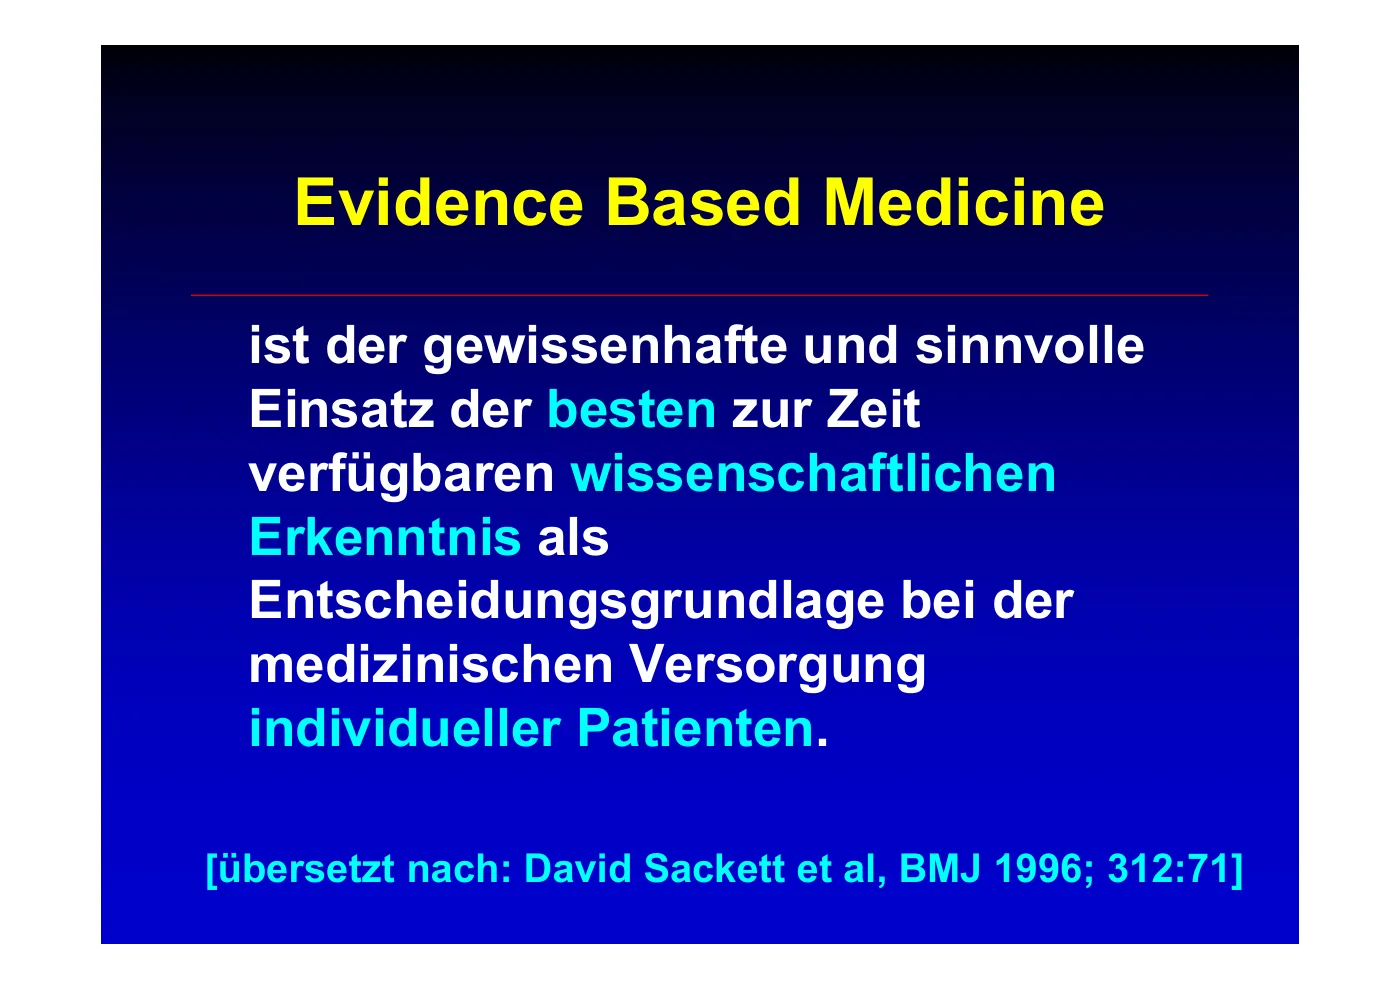 Evidence Based Medicine
ist der gewissenhafte und sinnvolle
Einsatz der besten zur Zeit
verfügbaren wissenschaftlichen
Erkenntnis als
Entscheidungsgrundlage bei der
medizinischen Versorgung
individueller Patienten.
[übersetzt nach: David Sackett et al, BMJ 1996; 312:71]